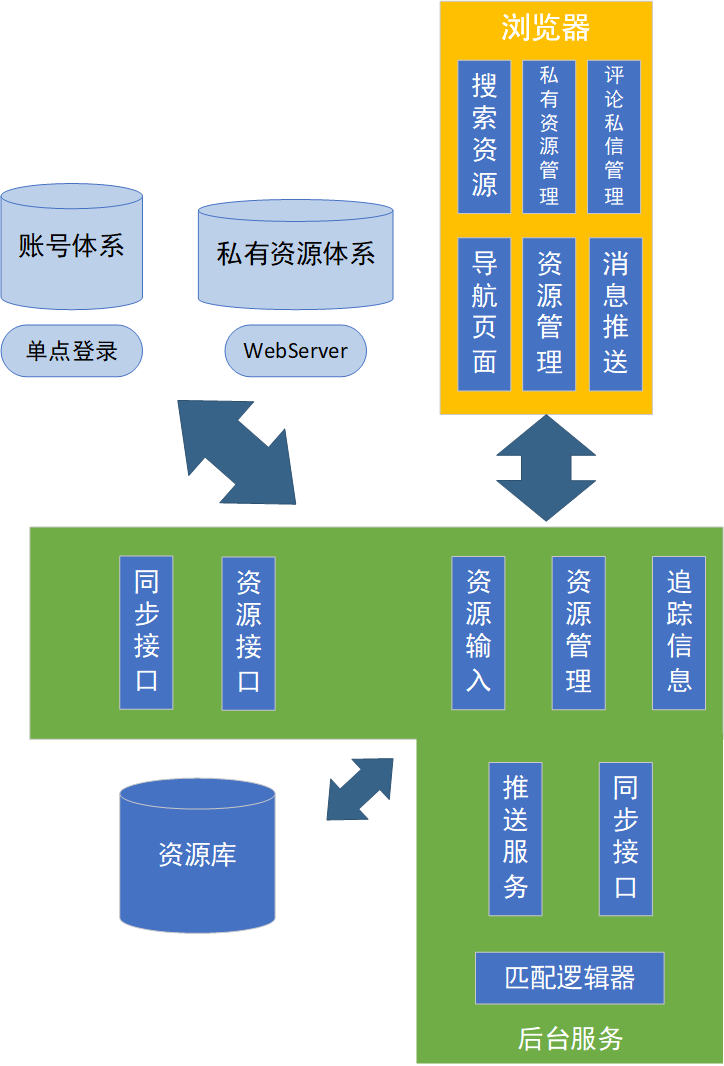 浏览器
搜索资源
私有资源管理
评论私信管理
导航页面
资源管理
消息推送
账号体系
私有资源体系
单点登录
WebServer
同步接口
资源接口
资源输入
资源管理
追踪信息
推送服务
同步接口
资源库
匹配逻辑器
后台服务